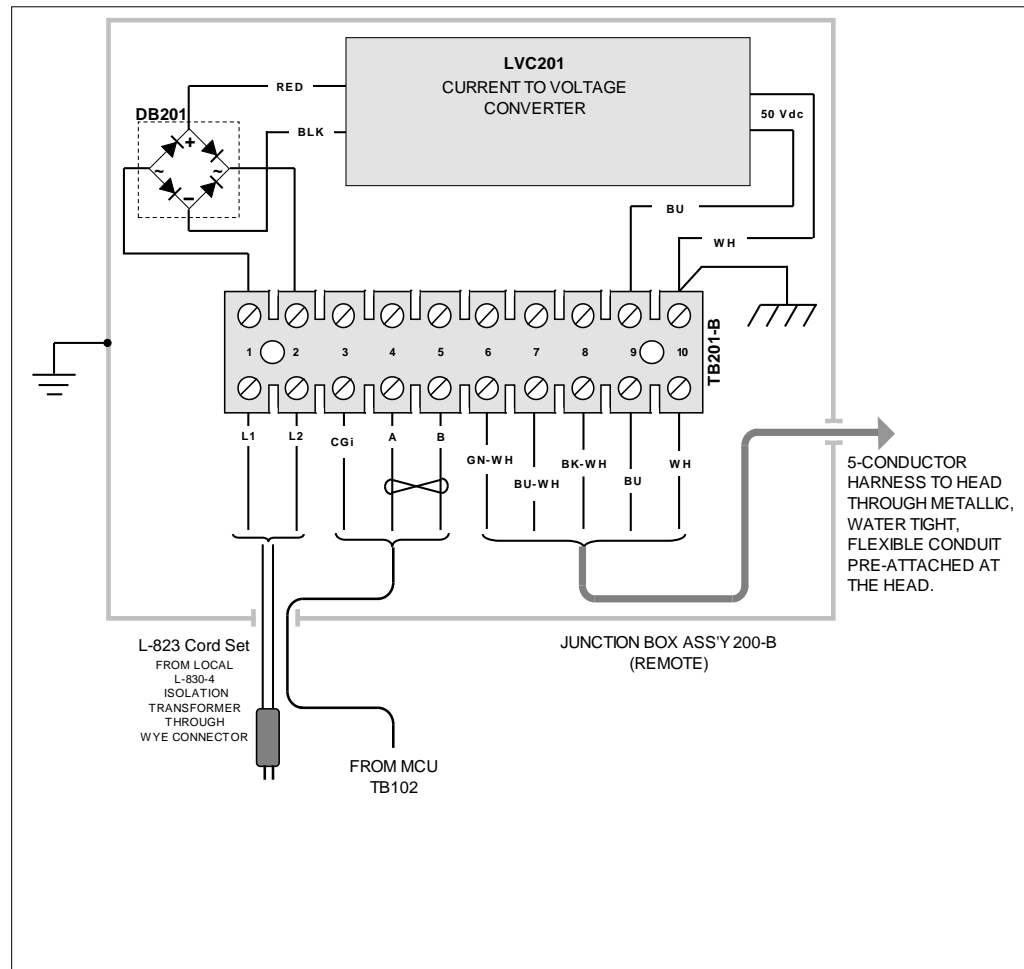 LVC201
CURRENT TO VOLTAGE
CONVERTER
RED
DB201
BLK
50 Vdc
+
~
~
−
BU
WH
1 2 3 4 5 6 7 8 9 10
TB201-B
L1
L2
CGi
A
B
GN-WH
BU-WH
BK-WH
BU
WH
5-CONDUCTOR
HARNESS TO HEAD
THROUGH METALLIC,
WATER TIGHT,
FLEXIBLE CONDUIT
PRE-ATTACHED AT
THE HEAD.
L-823 Cord Set
FROM LOCAL
L-830-4
ISOLATION
TRANSFORMER
THROUGH
WYE CONNECTOR
JUNCTION BOX ASS'Y 200-B
(REMOTE)
FROM MCU
TB102